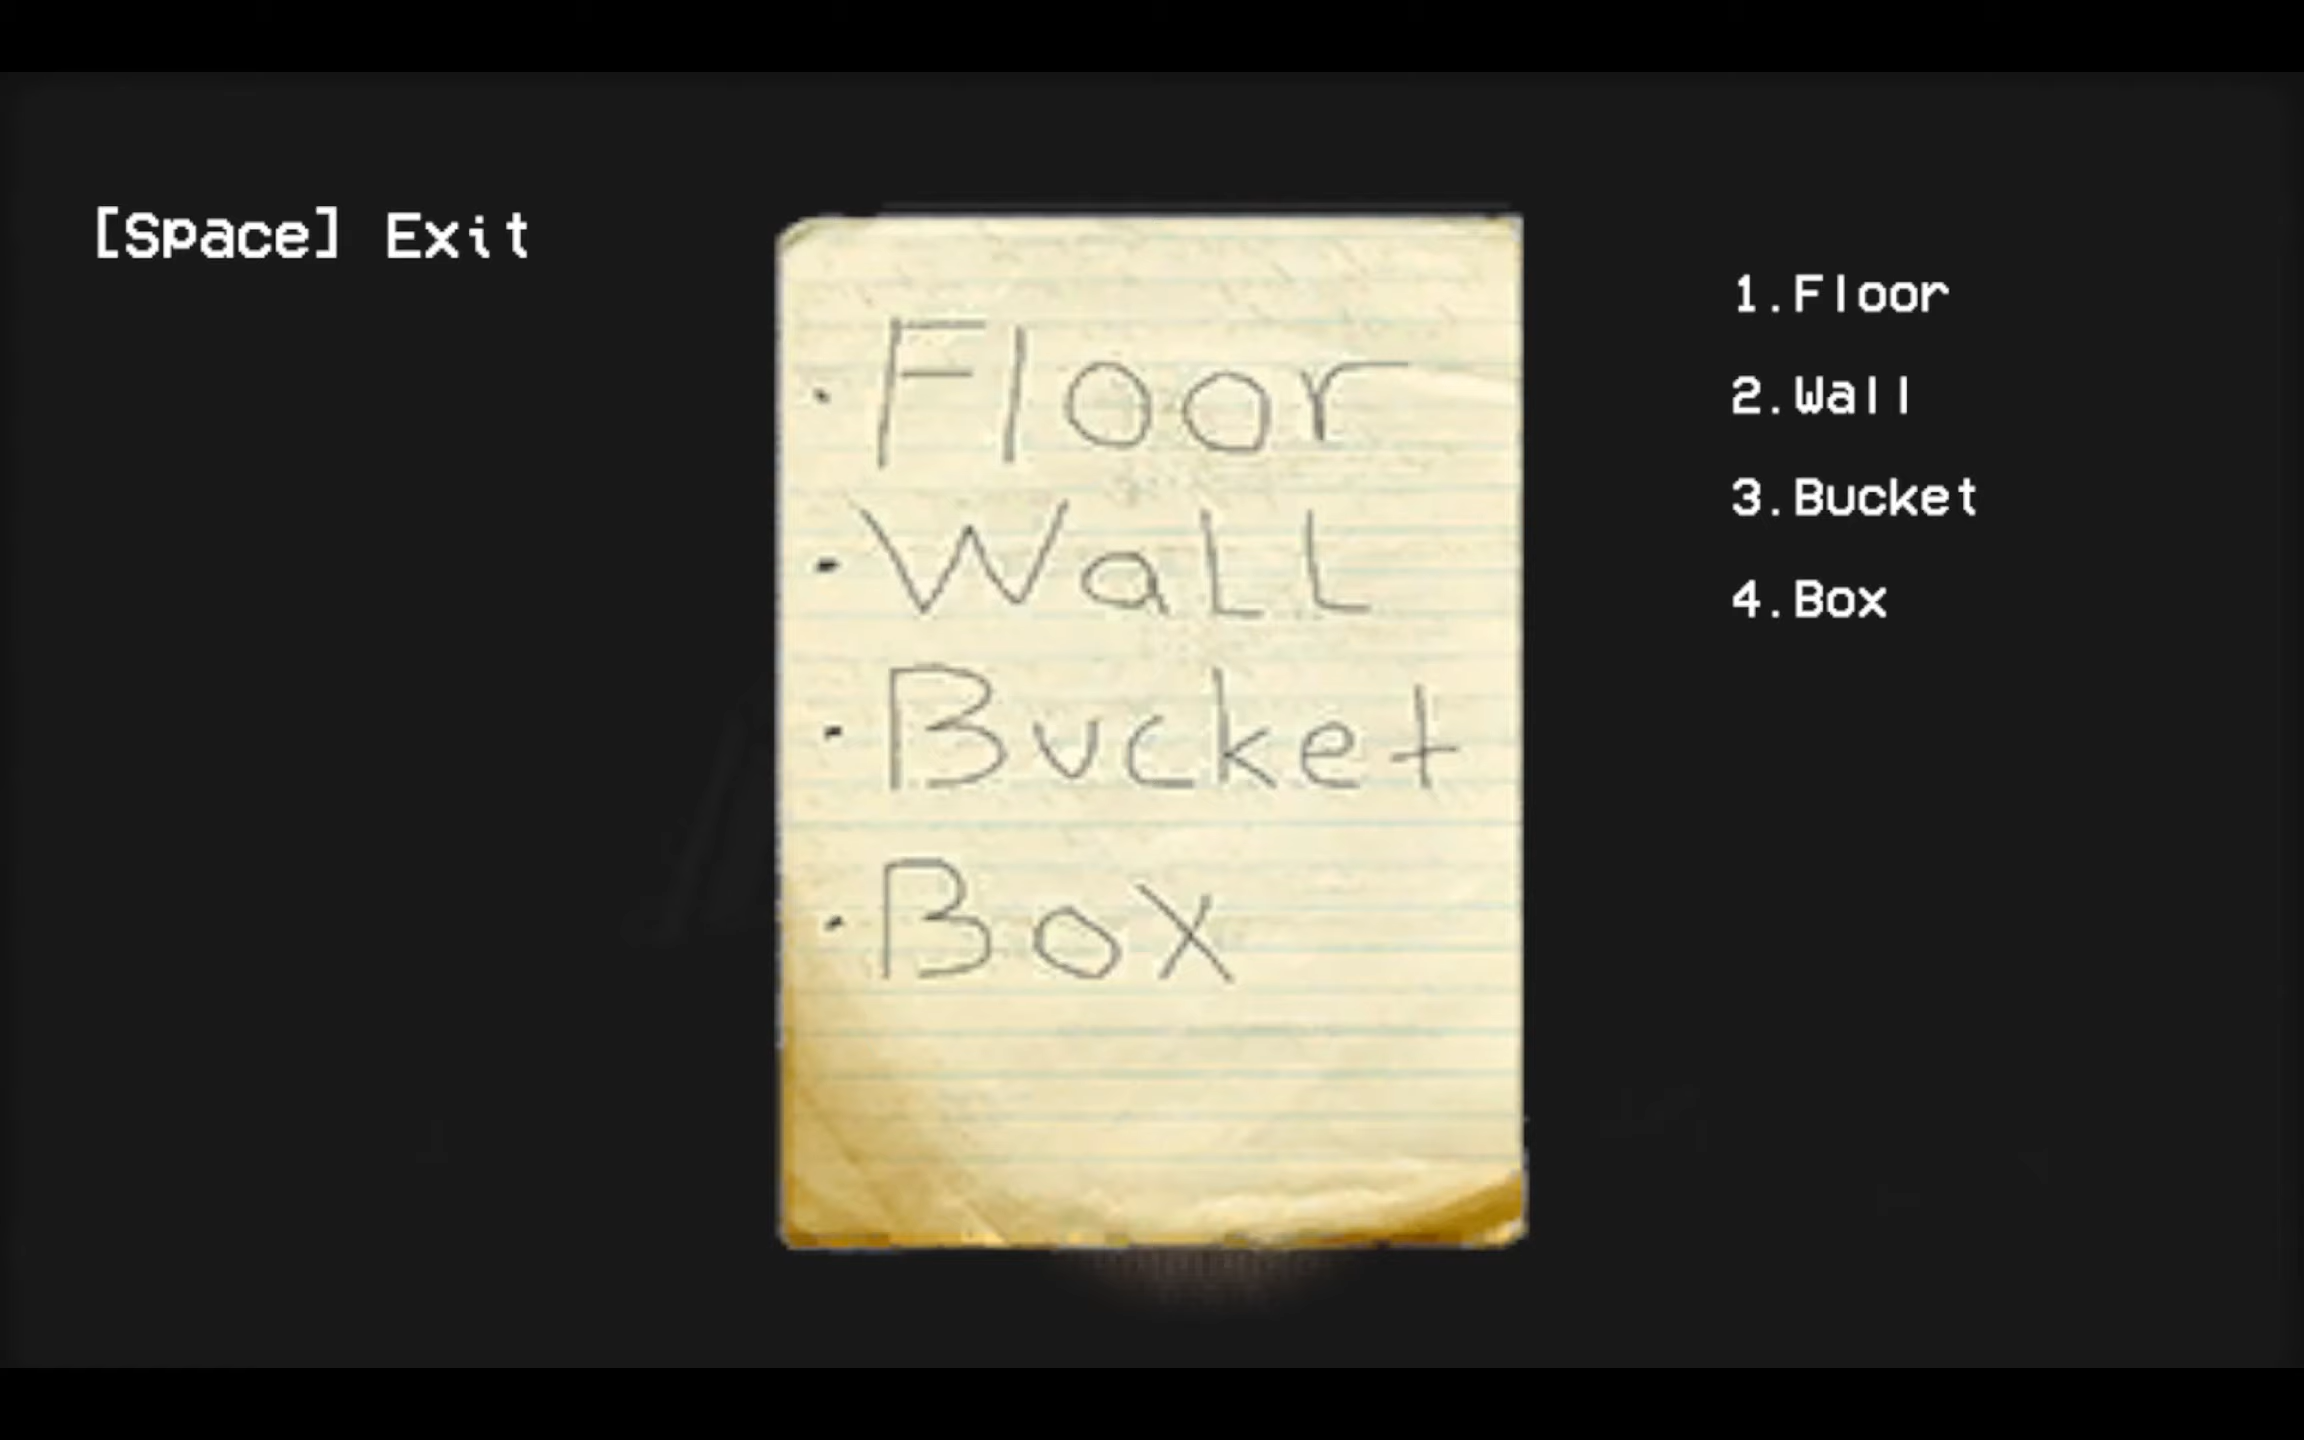 [Space] Exit
• Floor
• Wall
• Bucket
• Box
1.Floor
2.Wall
3.Bucket
4.Box